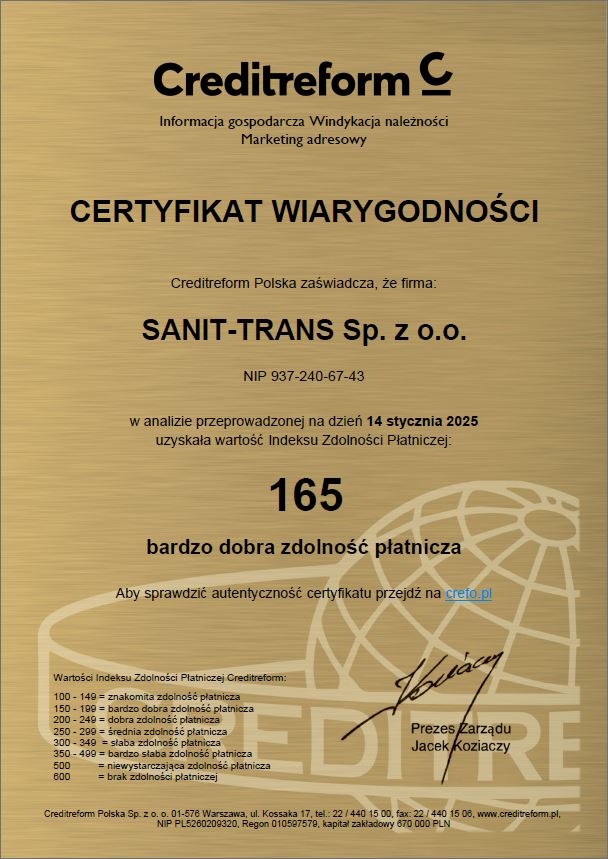 Creditreform C
Informacja gospodarcza Windykacja należności
Marketing adresowy
CERTYFIKAT WIARYGODNOŚCI
Creditreform Polska zaświadcza, że firma:
SANIT-TRANS Sp. z o.o.
NIP 937-240-67-43
w analizie przeprowadzonej na dzień 14 stycznia 2025
uzyskała wartość Indeksu Zdolności Płatniczej:
165
bardzo dobra zdolność płatnicza
Aby sprawdzić autentyczność certyfikatu przejdź na crefo.pl
Wartości Indeksu Zdolności Płatniczej Creditreform:
100 - 149 = znakomita zdolność płatnicza
150 - 199 = bardzo dobra zdolność płatnicza
200 - 249 = dobra zdolność płatnicza
250 - 299 = średnia zdolność płatnicza
300 - 349 = słaba zdolność płatnicza
350 - 499 = bardzo słaba zdolność płatnicza
500 = niewystarczająca zdolność płatnicza
600 = brak zdolności płatniczej
CREDITRE
Koziaczy
Prezes Zarządu
Jacek Koziaczy
Creditreform Polska Sp. z o. o. 01-576 Warszawa, ul. Kossaka 17, tel.: 22 / 440 15 00, fax: 22 / 440 15 06, www.creditreform.pl,
NIP PL5260209320, Regon 010597579, kapitał zakładowy 670 000 PLN